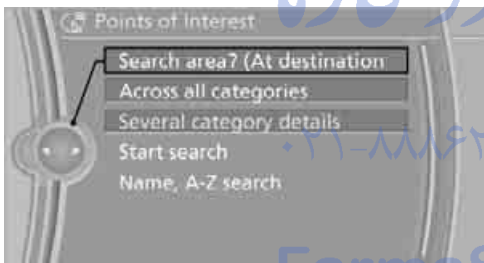 Points of Interest
Search area? (At destination
Across all categories
Several category details
Start search
Name, A-Z search